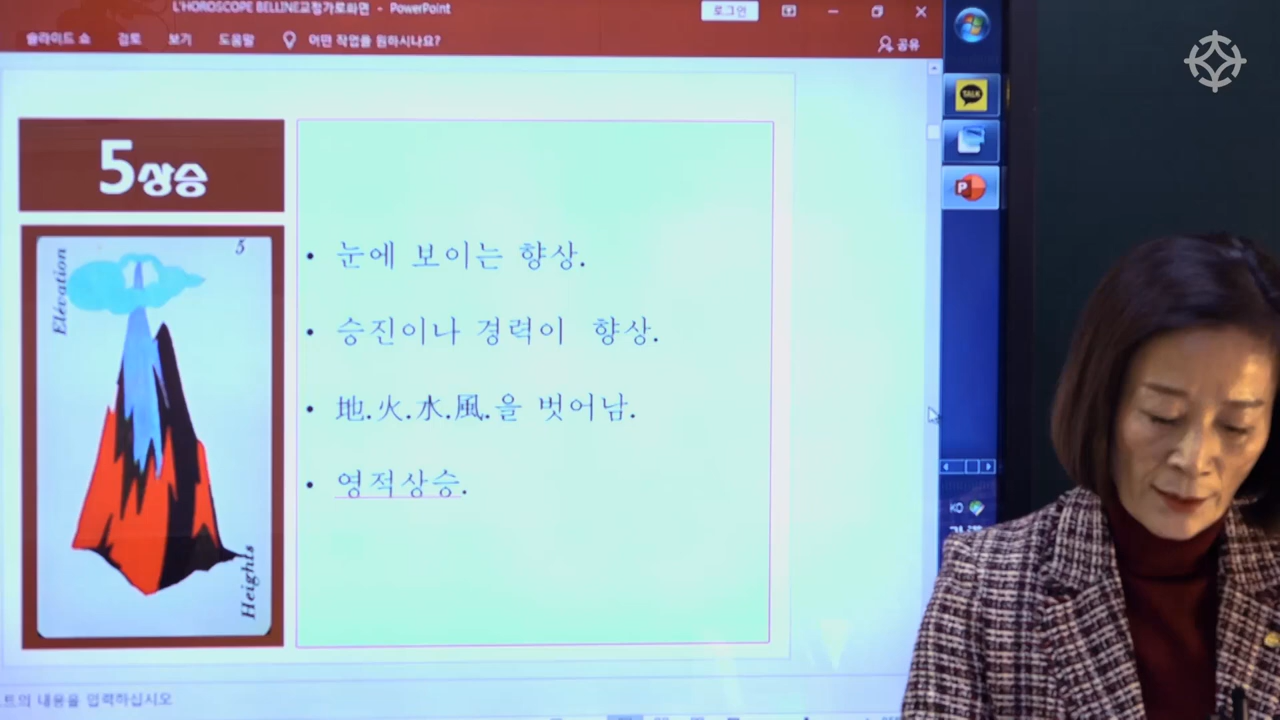 L'HOROSCOPE BELLINE교정가로화면 - PowerPoint
로그인
슬라이드 쇼 검토 보기 도움말 어떤 작업을 원하시나요?
공유
TALK
P
5상승
5
Elévation
Heights
• 눈에 보이는 향상.
• 승진이나 경력이 향상.
• 地.火.水.風.을 벗어남.
• 영적상승.
KO
트의 내용을 입력하십시오